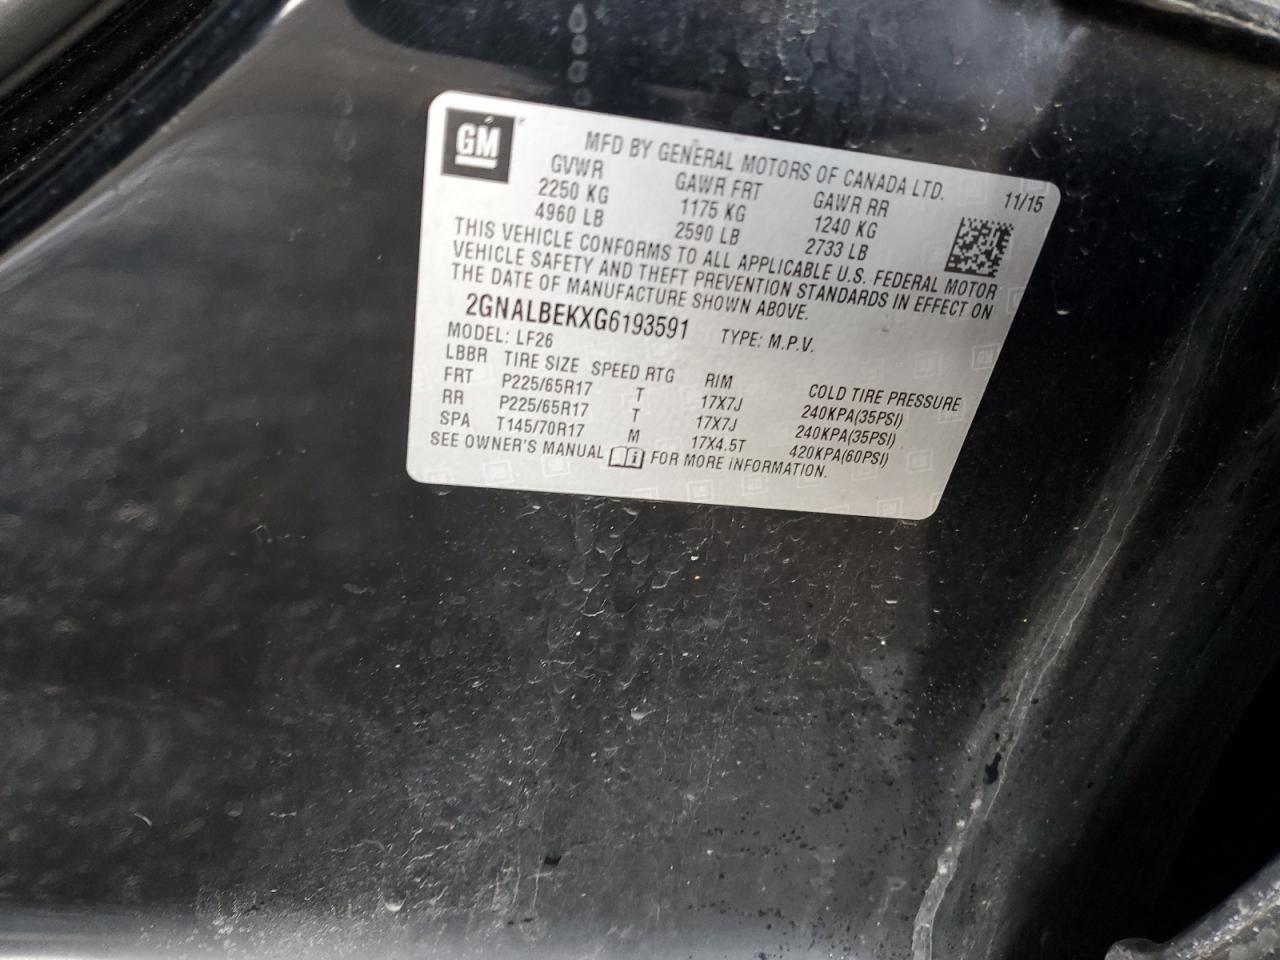 GM
MFD BY GENERAL MOTORS OF CANADA LTD. 11/15
GVWR GAWR FRT GAWR RR
2250 KG 1175 KG 1240 KG
4960 LB 2590 LB 2733 LB
THIS VEHICLE CONFORMS TO ALL APPLICABLE U.S. FEDERAL MOTOR
VEHICLE SAFETY AND THEFT PREVENTION STANDARDS IN EFFECT ON
THE DATE OF MANUFACTURE SHOWN ABOVE.
2GNALBEKXG6193591 TYPE: M.P.V.
MODEL: LF26
LBBR TIRE SIZE SPEED RTG RIM COLD TIRE PRESSURE
FRT P225/65R17 T 17X7J 240KPA(35PSI)
RR P225/65R17 T 17X7J 240KPA(35PSI)
SPA T145/70R17 M 17X4.5T 420KPA(60PSI)
SEE OWNER'S MANUAL i FOR MORE INFORMATION.